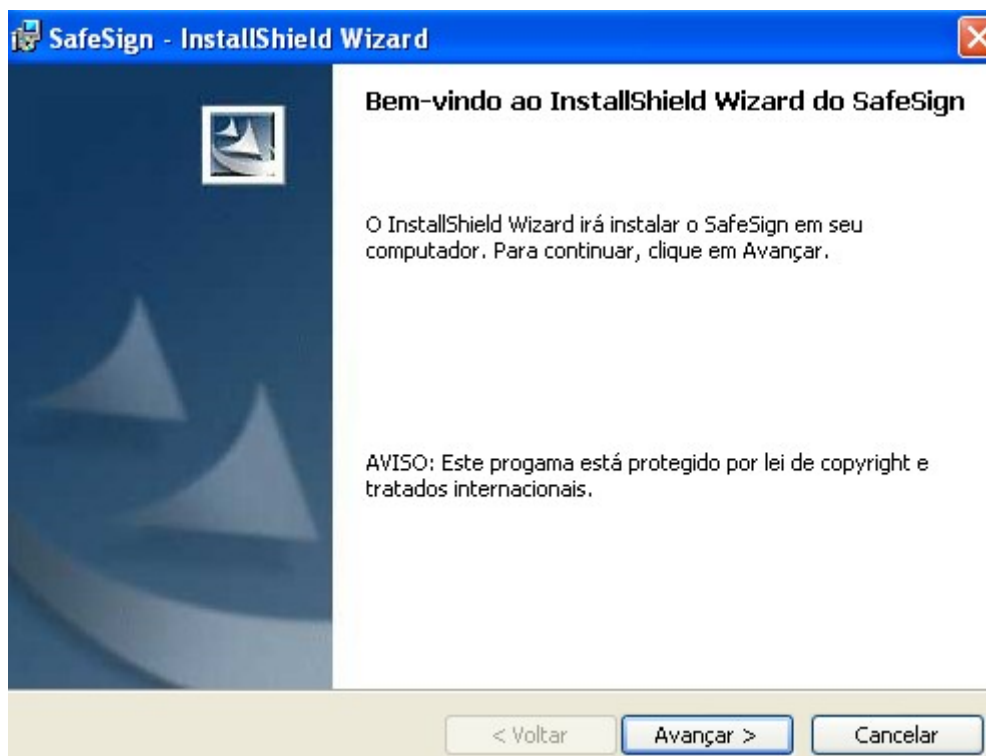 SafeSign - InstallShield Wizard
Bem-vindo ao InstallShield Wizard do SafeSign
O InstallShield Wizard irá instalar o SafeSign em seu
computador. Para continuar, clique em Avançar.
AVISO: Este progama está protegido por lei de copyright e
tratados internacionais.
< Voltar
Avançar >
Cancelar